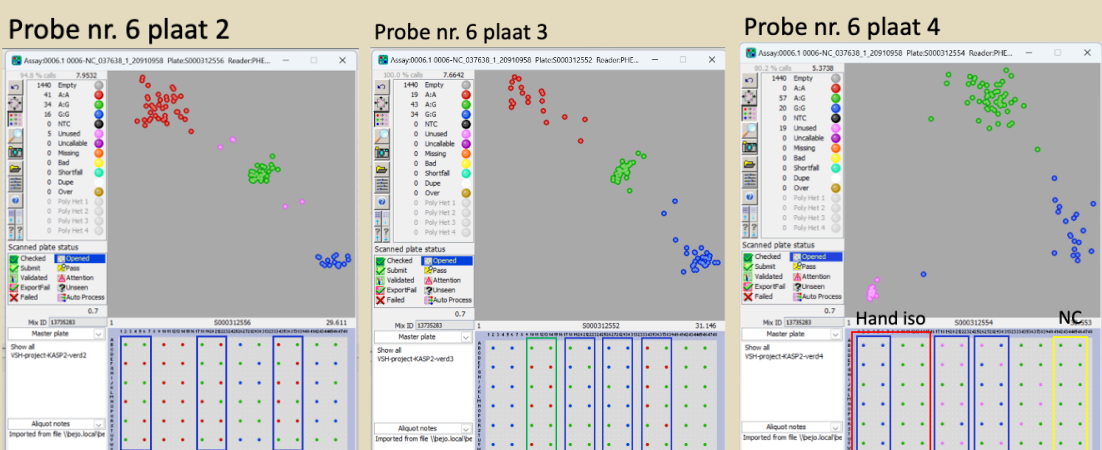 Probe nr. 6 plaat 2
Assay:0006.1 0006-NC_037638_1_20910958 Plate:S000312556 Reader:PHE...
94.8 % calls 7.9532
1440 Empty
41 A:A
34 A:G
16 G:G
0 NTC
5 Unused
0 Uncallable
0 Missing
0 Bad
0 Shortfall
0 Dupe
0 Over
0 Poly Het 1
0 Poly Het 2
0 Poly Het 3
0 Poly Het 4
Scanned plate status
Checked Opened
Submit Pass
Validated Attention
ExportFail Unseen
Failed Auto Process
0.7
Mix ID 13735283 1 S000312556 29.611
Master plate
Show all
VSH-project-KASP2-verd2
Aliquot notes
Imported from file \\bejo.local\be
Probe nr. 6 plaat 3
Assay:0006.1 0006-NC_037638_1_20910958 Plate:S000312552 Reader:PHE...
100.0 % calls 7.6642
1440 Empty
19 A:A
43 A:G
34 G:G
0 NTC
0 Unused
0 Uncallable
0 Missing
0 Bad
0 Shortfall
0 Dupe
0 Over
0 Poly Het 1
0 Poly Het 2
0 Poly Het 3
0 Poly Het 4
Scanned plate status
Checked Opened
Submit Pass
Validated Attention
ExportFail Unseen
Failed Auto Process
0.7
Mix ID 13735283 1 S000312552 31.146
Master plate
Show all
VSH-project-KASP2-verd3
Aliquot notes
Imported from file \\bejo.local\be
Probe nr. 6 plaat 4
Assay:0006.1 0006-NC_037638_1_20910958 Plate:S000312554 Reader:PHE...
80.2 % calls 5.3738
1440 Empty
0 A:A
57 A:G
20 G:G
0 NTC
19 Unused
0 Uncallable
0 Missing
0 Bad
0 Shortfall
0 Dupe
0 Over
0 Poly Het 1
0 Poly Het 2
0 Poly Het 3
0 Poly Het 4
Scanned plate status
Checked Opened
Submit Pass
Validated Attention
ExportFail Unseen
Failed Auto Process
0.7
Hand iso NC
Mix ID 13735283 1 S000312554
Master plate
Show all
VSH-project-KASP2-verd4
Aliquot notes
Imported from file \\bejo.local\be